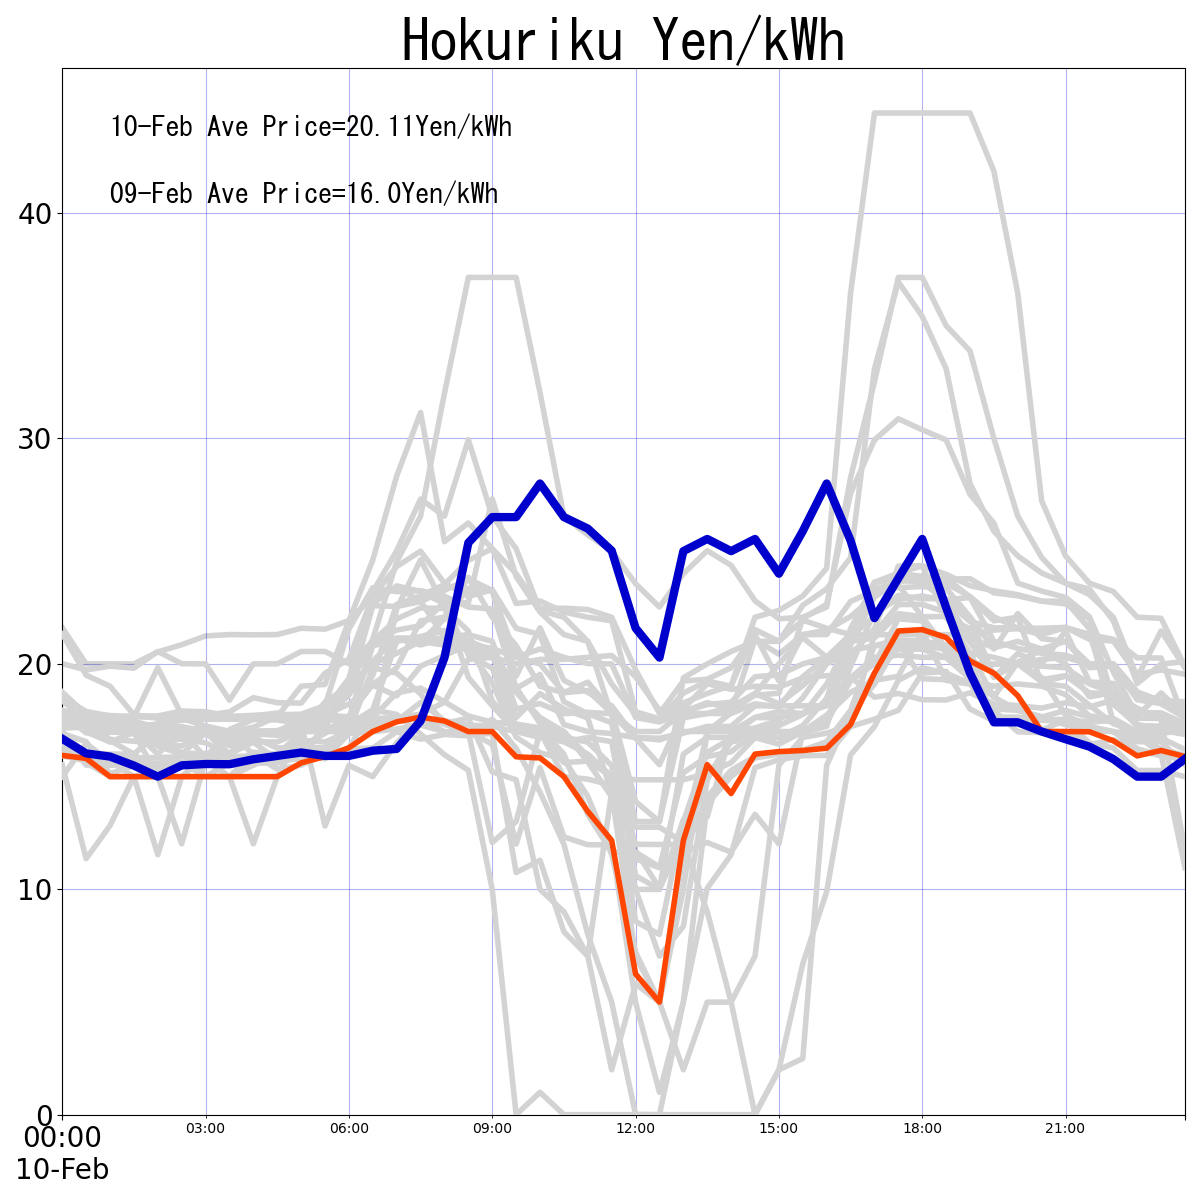 Hokuriku Yen/kWh
10-Feb Ave Price=20.11Yen/kWh
09-Feb Ave Price=16.0Yen/kWh
40
30
20
10
0
00:00 03:00 06:00 09:00 12:00 15:00 18:00 21:00
10-Feb